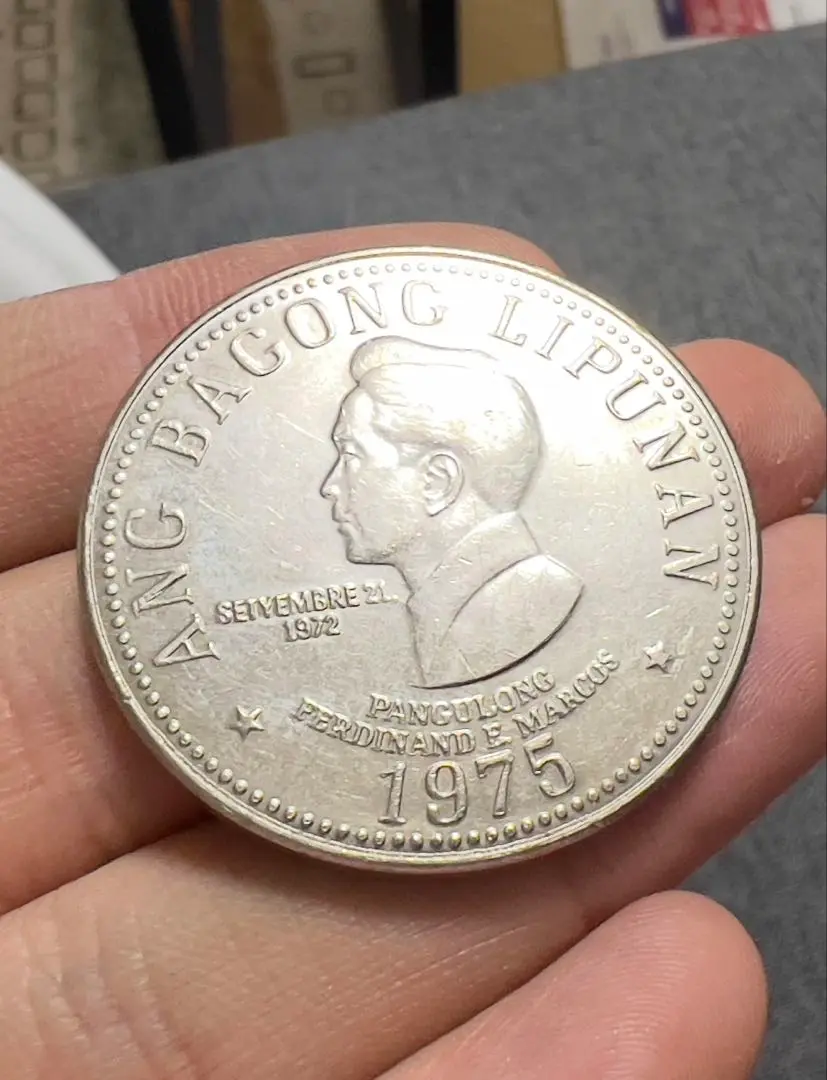 ANG BAGONG LIPUNAN
SETYEMBRE 21,
1972
PANGULONG
FERDINAND E. MARCOS
1975